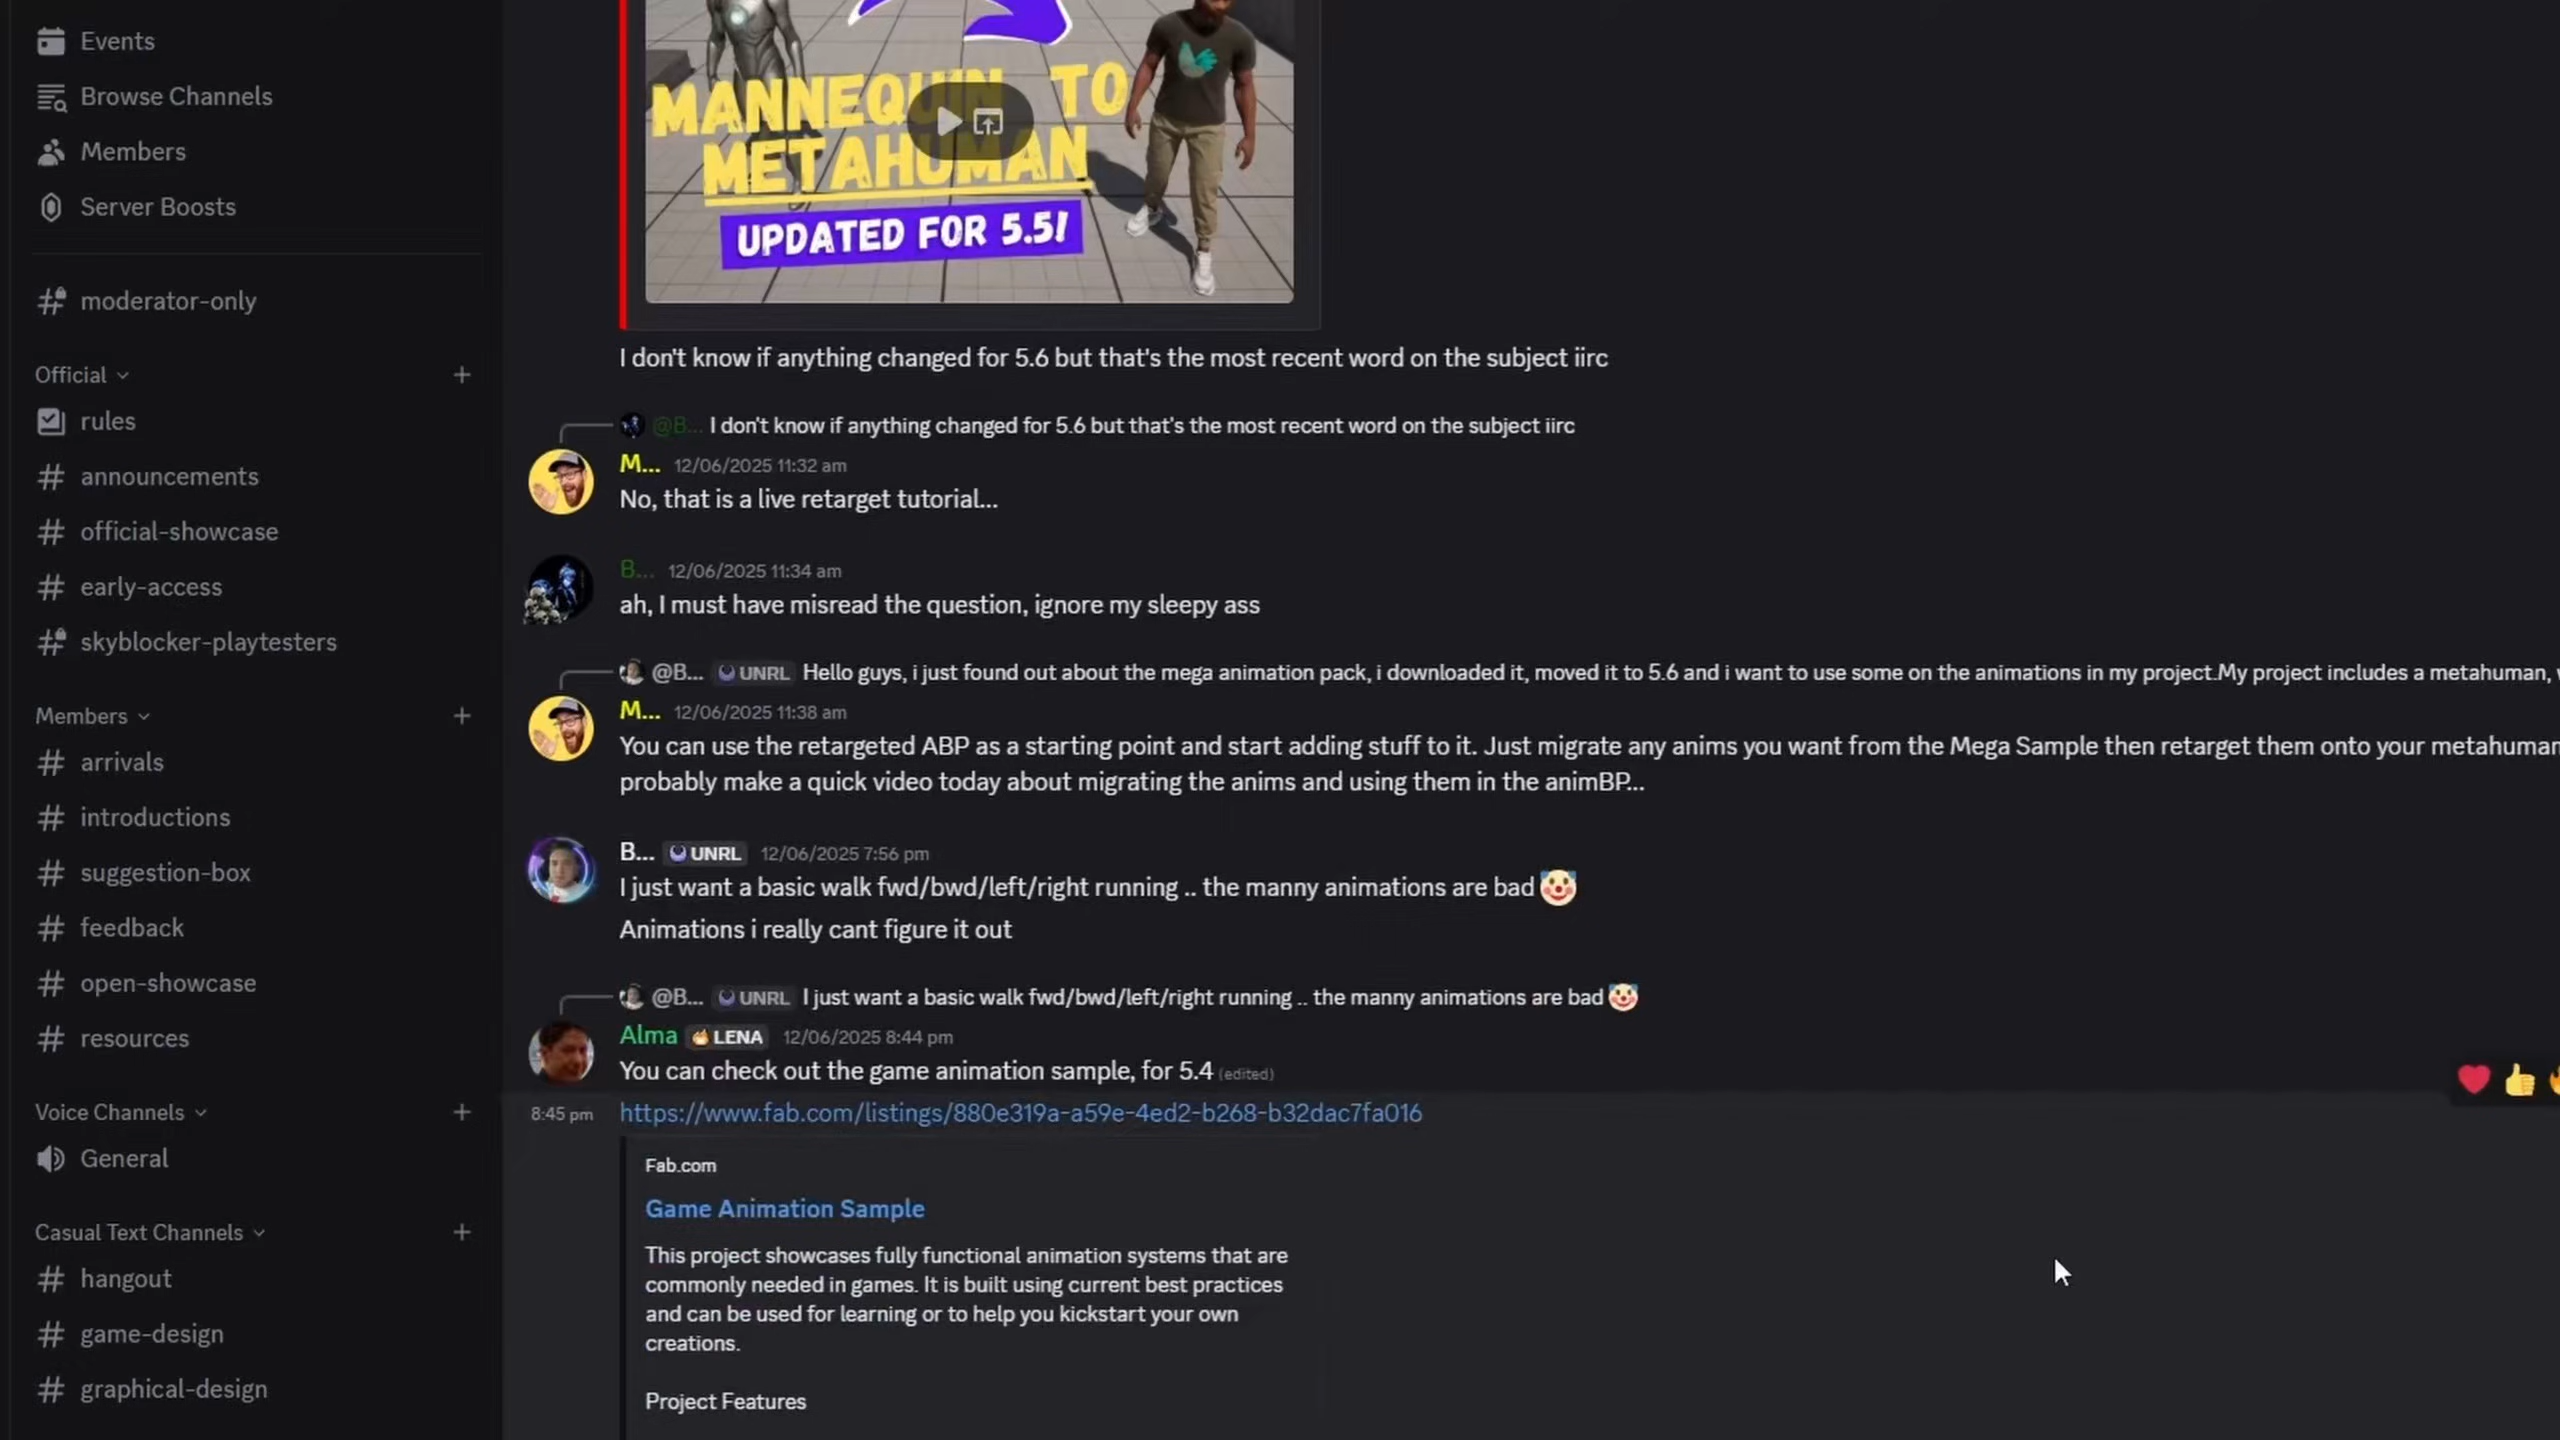 Events
Browse Channels
Members
Server Boosts
moderator-only
Official
rules
announcements
official-showcase
early-access
skyblocker-playtesters
Members
arrivals
introductions
suggestion-box
feedback
open-showcase
resources
Voice Channels
General
Casual Text Channels
hangout
game-design
graphical-design
MANNEQUIN TO
METAHUMAN
UPDATED FOR 5.5!
I don't know if anything changed for 5.6 but that's the most recent word on the subject iirc
@B... I don't know if anything changed for 5.6 but that's the most recent word on the subject iirc
M... 12/06/2025 11:32 am
No, that is a live retarget tutorial...
B... 12/06/2025 11:34 am
ah, I must have misread the question, ignore my sleepy ass
@B... UNRL Hello guys, i just found out about the mega animation pack, i downloaded it, moved it to 5.6 and i want to use some on the animations in my project.My project includes a metahuman,
M... 12/06/2025 11:38 am
You can use the retargeted ABP as a starting point and start adding stuff to it. Just migrate any anims you want from the Mega Sample then retarget them onto your metahuman
probably make a quick video today about migrating the anims and using them in the animBP...
B... UNRL 12/06/2025 7:56 pm
I just want a basic walk fwd/bwd/left/right running .. the manny animations are bad 🤡
Animations i really cant figure it out
@B... UNRL I just want a basic walk fwd/bwd/left/right running .. the manny animations are bad 🤡
Alma LENA 12/06/2025 8:44 pm
You can check out the game animation sample, for 5.4 (edited)
8:45 pm https://www.fab.com/listings/880e319a-a59e-4ed2-b268-b32dac7fa016
Fab.com
Game Animation Sample
This project showcases fully functional animation systems that are
commonly needed in games. It is built using current best practices
and can be used for learning or to help you kickstart your own
creations.
Project Features